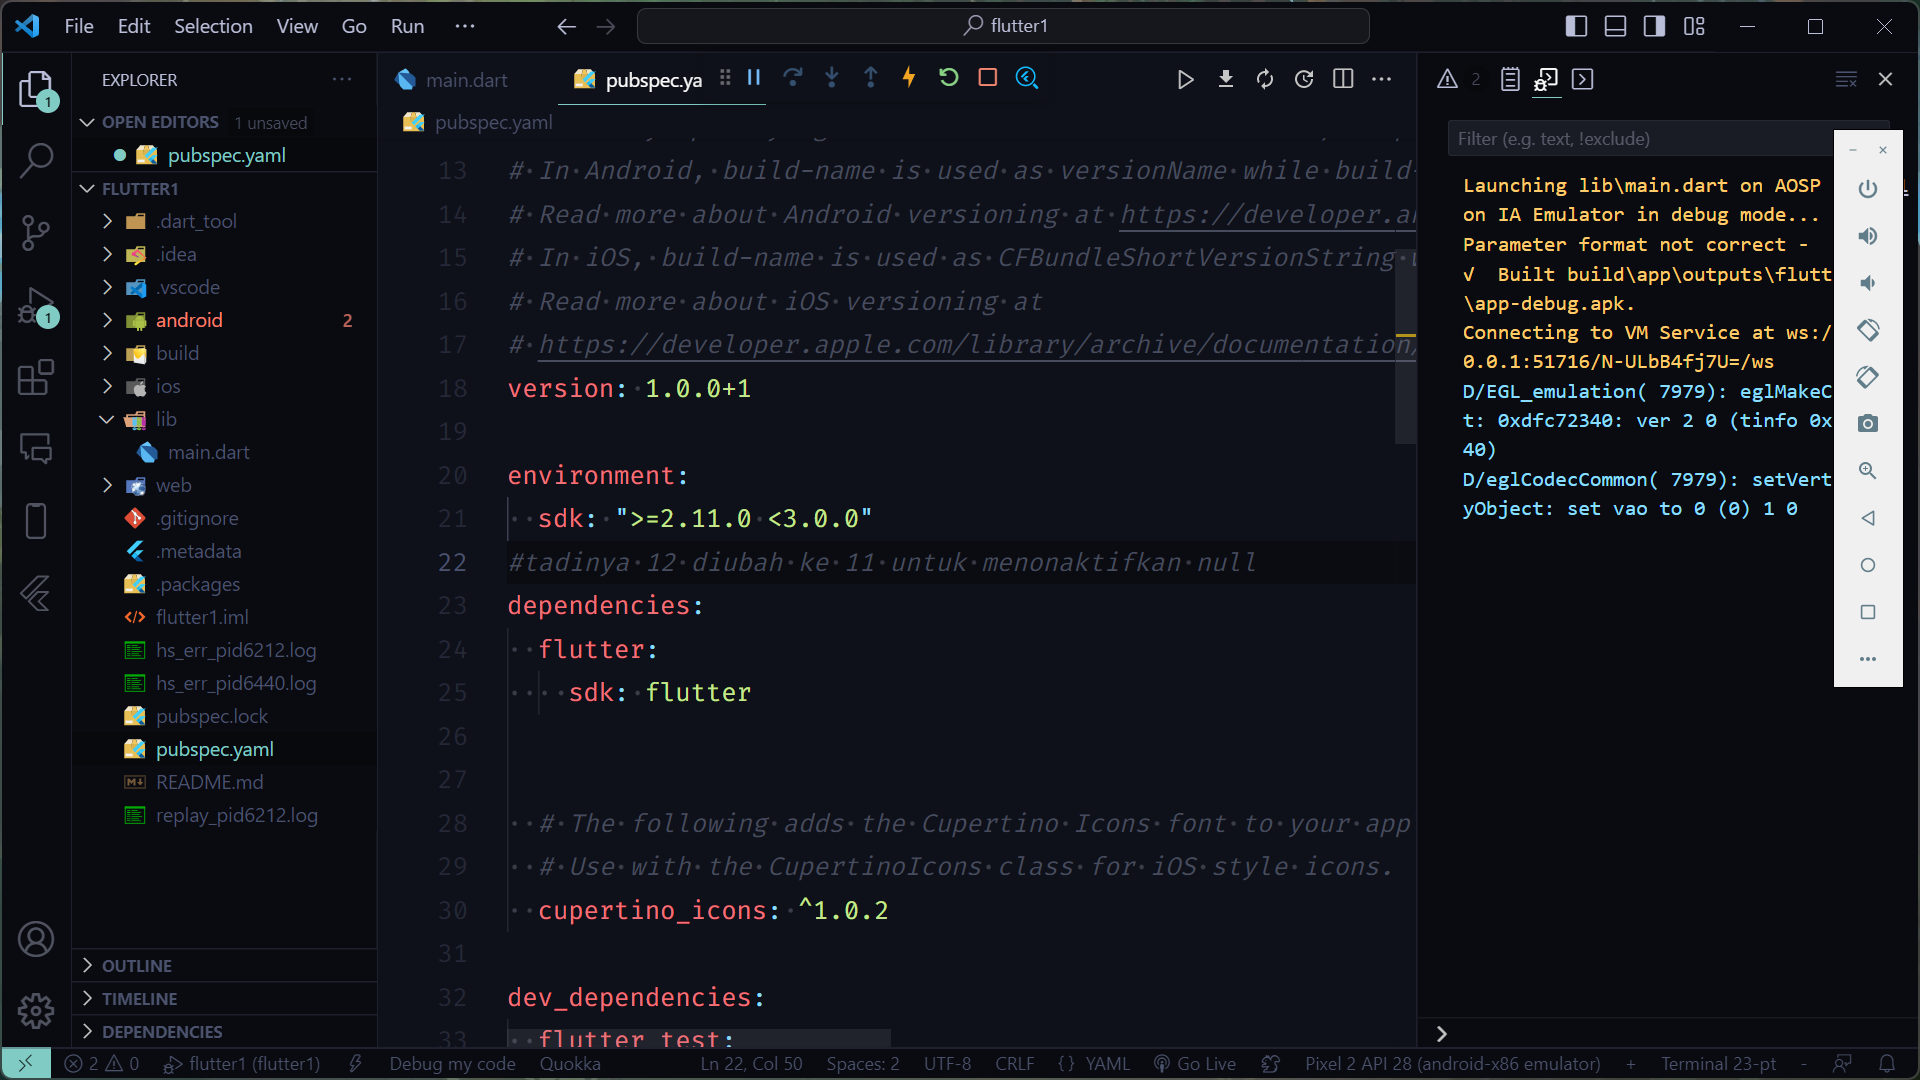 File Edit Selection View Go Run ···
flutter1
EXPLORER
OPEN EDITORS 1 unsaved
pubspec.yaml
FLUTTER1
.dart_tool
.idea
.vscode
android 2
build
ios
lib
main.dart
web
.gitignore
.metadata
.packages
flutter1.iml
hs_err_pid6212.log
hs_err_pid6440.log
pubspec.lock
pubspec.yaml
README.md
replay_pid6212.log
OUTLINE
TIMELINE
DEPENDENCIES
1
1
main.dart pubspec.ya
pubspec.yaml
13 # In Android, build-name is used as versionName while build-
14 # Read more about Android versioning at https://developer.an
15 # In iOS, build-name is used as CFBundleShortVersionString
16 # Read more about iOS versioning at
17 # https://developer.apple.com/library/archive/documentation/
18 version: 1.0.0+1
19
20 environment:
21 sdk: ">=2.11.0 <3.0.0"
22 #tadinya 12 diubah ke 11 untuk menonaktifkan null
23 dependencies:
24 flutter:
25 sdk: flutter
26
27
28 # The following adds the Cupertino Icons font to your app
29 # Use with the CupertinoIcons class for iOS style icons.
30 cupertino_icons: ^1.0.2
31
32 dev_dependencies:
33 flutter_test:
2
Filter (e.g. text, !exclude)
Launching lib\main.dart on AOSP
on IA Emulator in debug mode...
Parameter format not correct -
√ Built build\app\outputs\flutt
\app-debug.apk.
Connecting to VM Service at ws:/
0.0.1:51716/N-ULbB4fj7U=/ws
D/EGL_emulation( 7979): eglMakeC
t: 0xdfc72340: ver 2 0 (tinfo 0x
40)
D/eglCodecCommon( 7979): setVert
yObject: set vao to 0 (0) 1 0
2 0 flutter1 (flutter1) Debug my code Quokka Ln 22, Col 50 Spaces: 2 UTF-8 CRLF {} YAML Go Live Pixel 2 API 28 (android-x86 emulator) + Terminal 23-pt -